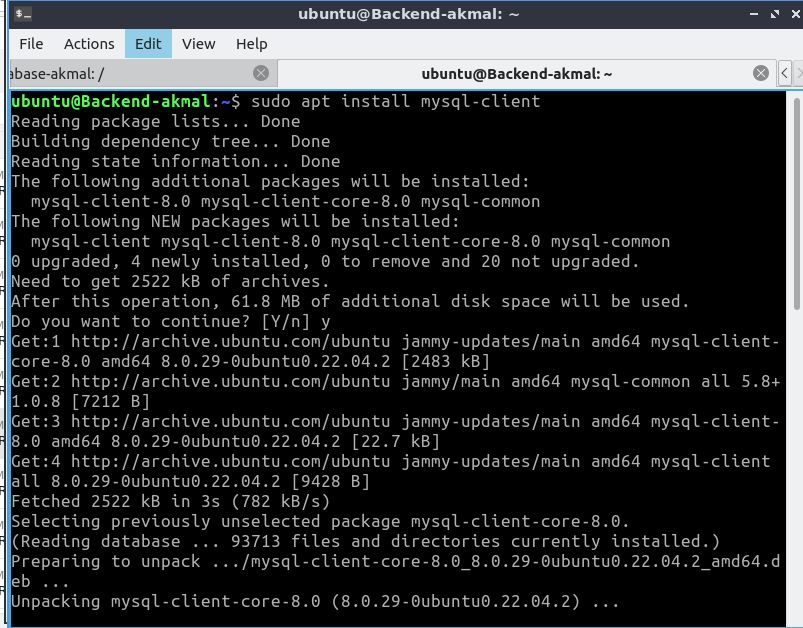 ubuntu@Backend-akmal: ~
File Actions Edit View Help
abase-akmal: /
ubuntu@Backend-akmal: ~
ubuntu@Backend-akmal:~$ sudo apt install mysql-client
Reading package lists... Done
Building dependency tree... Done
Reading state information... Done
The following additional packages will be installed:
  mysql-client-8.0 mysql-client-core-8.0 mysql-common
The following NEW packages will be installed:
  mysql-client mysql-client-8.0 mysql-client-core-8.0 mysql-common
0 upgraded, 4 newly installed, 0 to remove and 20 not upgraded.
Need to get 2522 kB of archives.
After this operation, 61.8 MB of additional disk space will be used.
Do you want to continue? [Y/n] y
Get:1 http://archive.ubuntu.com/ubuntu jammy-updates/main amd64 mysql-client-
core-8.0 amd64 8.0.29-0ubuntu0.22.04.2 [2483 kB]
Get:2 http://archive.ubuntu.com/ubuntu jammy/main amd64 mysql-common all 5.8+
1.0.8 [7212 B]
Get:3 http://archive.ubuntu.com/ubuntu jammy-updates/main amd64 mysql-client-
8.0 amd64 8.0.29-0ubuntu0.22.04.2 [22.7 kB]
Get:4 http://archive.ubuntu.com/ubuntu jammy-updates/main amd64 mysql-client
all 8.0.29-0ubuntu0.22.04.2 [9428 B]
Fetched 2522 kB in 3s (782 kB/s)
Selecting previously unselected package mysql-client-core-8.0.
(Reading database ... 93713 files and directories currently installed.)
Preparing to unpack .../mysql-client-core-8.0_8.0.29-0ubuntu0.22.04.2_amd64.d
eb ...
Unpacking mysql-client-core-8.0 (8.0.29-0ubuntu0.22.04.2) ...